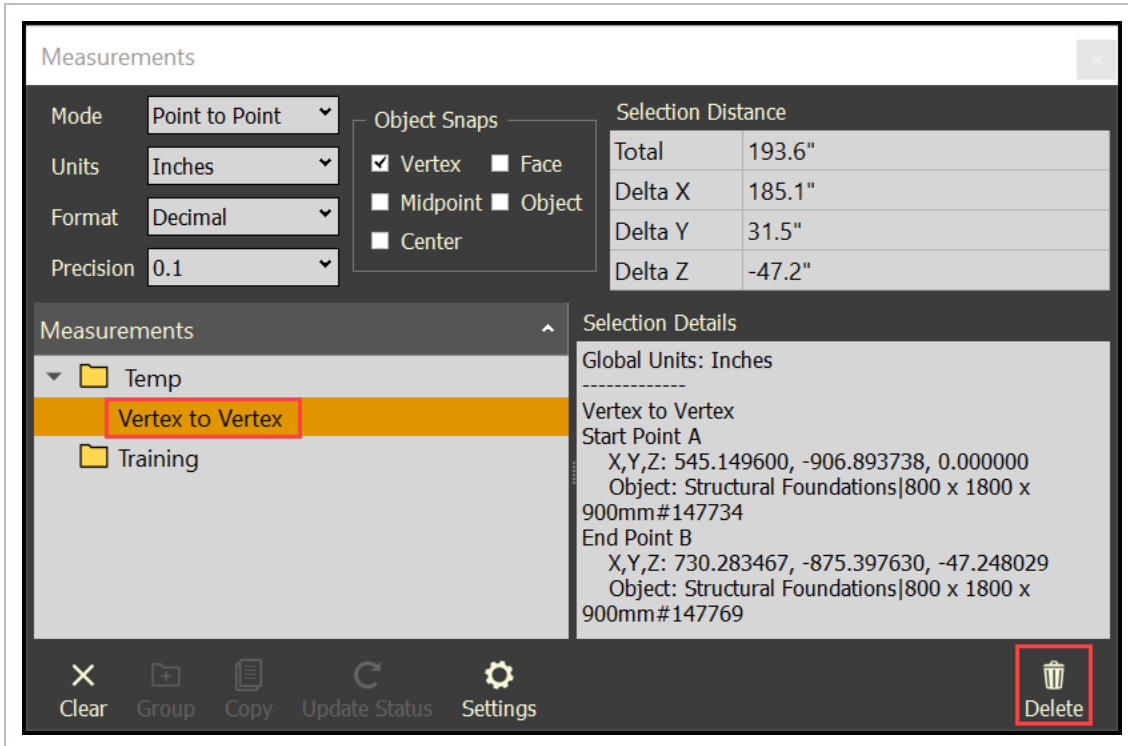 Measurements
Mode Point to Point
Units Inches
Format Decimal
Precision 0.1
Object Snaps
Vertex Face
Midpoint Object
Center
Selection Distance
Total 193.6"
Delta X 185.1"
Delta Y 31.5"
Delta Z -47.2"
Measurements
Temp
Vertex to Vertex
Training
Selection Details
Global Units: Inches
-------------
Vertex to Vertex
Start Point A
X,Y,Z: 545.149600, -906.893738, 0.000000
Object: Structural Foundations|800 x 1800 x
900mm#147734
End Point B
X,Y,Z: 730.283467, -875.397630, -47.248029
Object: Structural Foundations|800 x 1800 x
900mm#147769
Clear Group Copy Update Status Settings Delete